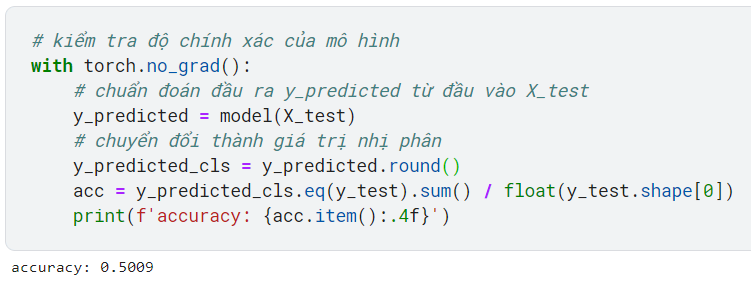 # kiểm tra độ chính xác của mô hình
with torch.no_grad():
    # chuẩn đoán đầu ra y_predicted từ đầu vào X_test
    y_predicted = model(X_test)
    # chuyển đổi thành giá trị nhị phân
    y_predicted_cls = y_predicted.round()
    acc = y_predicted_cls.eq(y_test).sum() / float(y_test.shape[0])
    print(f'accuracy: {acc.item():.4f}')
accuracy: 0.5009